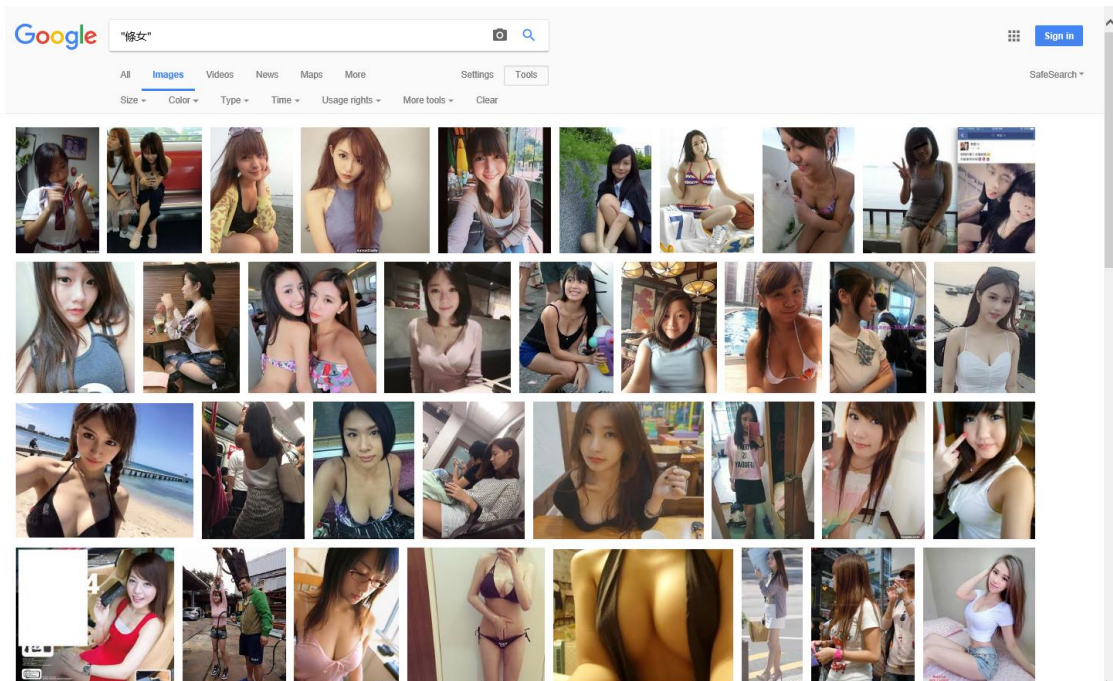 Google
"條女"
Sign in
All Images Videos News Maps More Settings Tools
SafeSearch
Size Color Type Time Usage rights More tools Clear